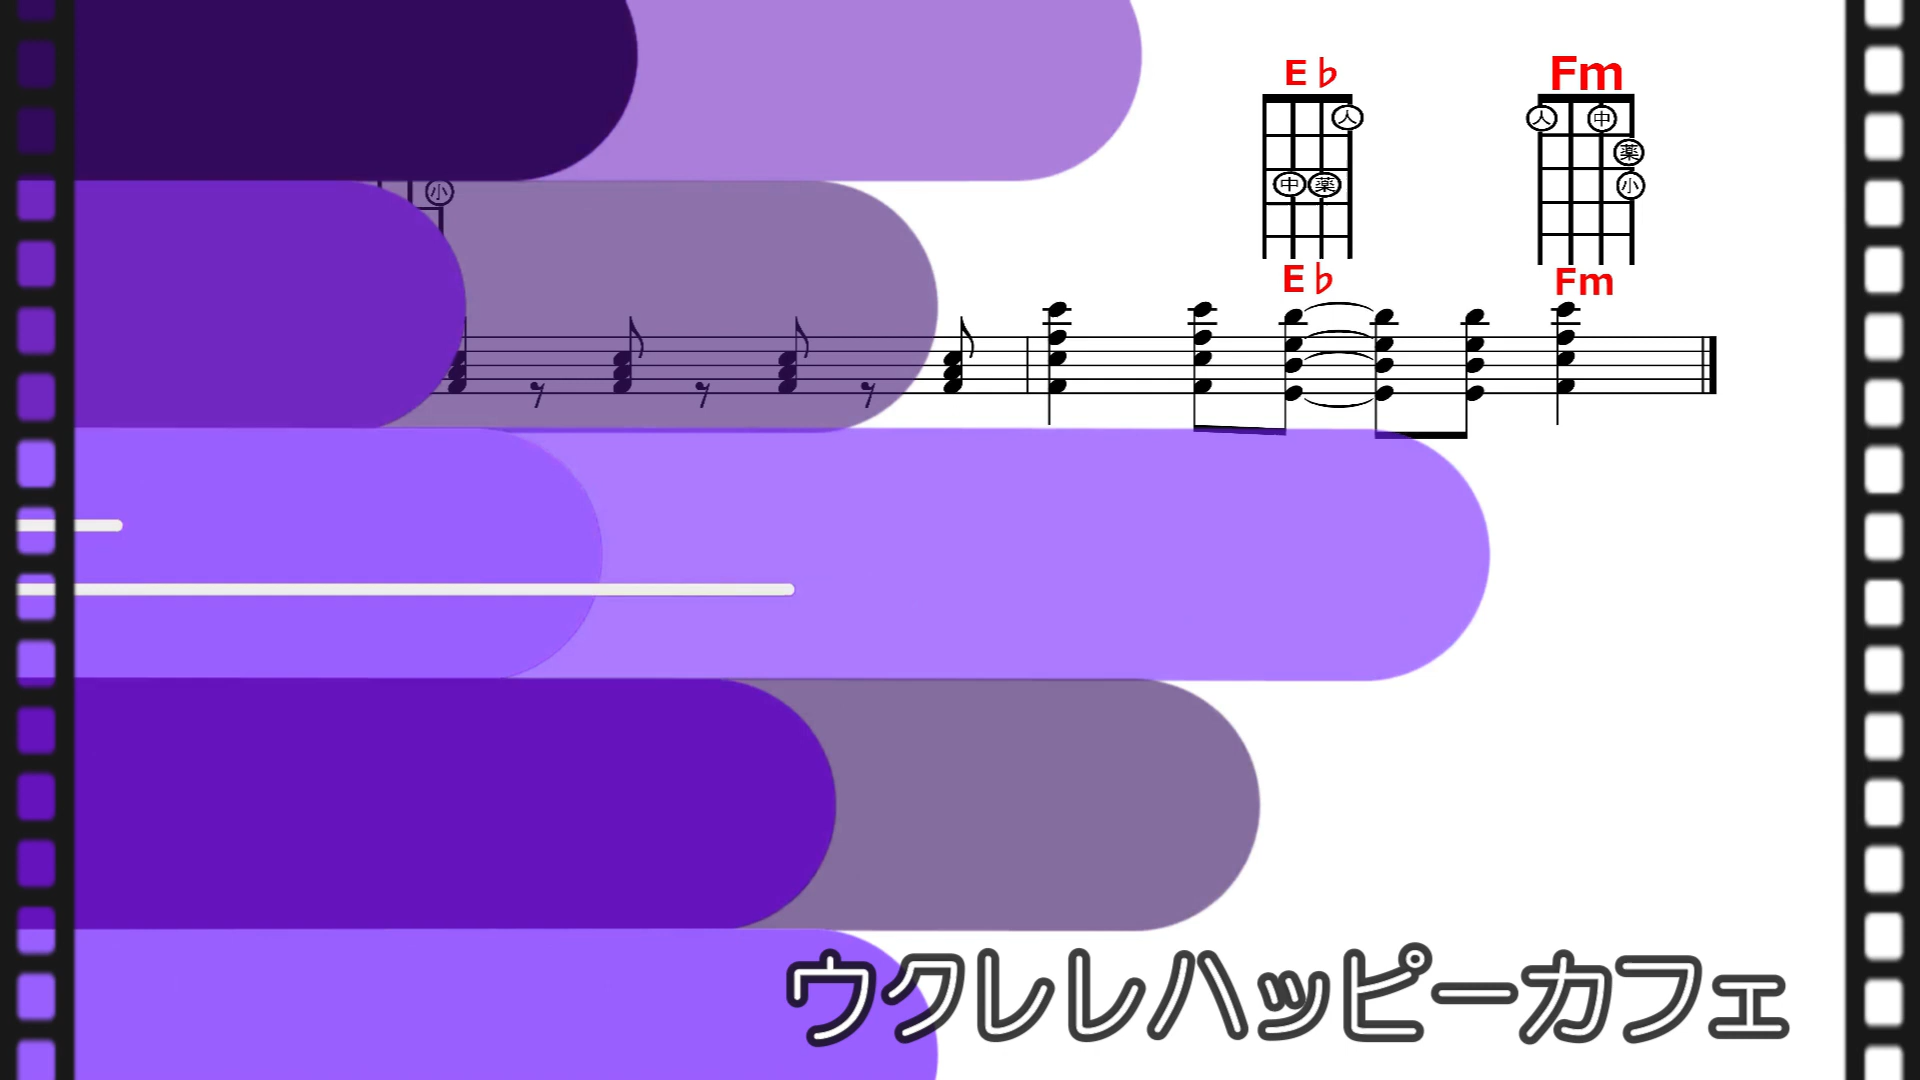 E♭ Fm
人 人 中
薬
中 薬 小
小
E♭ Fm
ウクレレハッピーカフェ